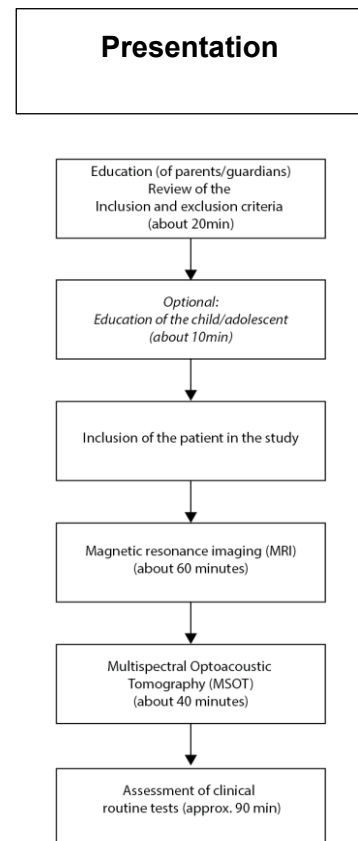 Presentation
Education (of parents/guardians)
Review of the
Inclusion and exclusion criteria
(about 20min)
Optional:
Education of the child/adolescent
(about 10min)
Inclusion of the patient in the study
Magnetic resonance imaging (MRI)
(about 60 minutes)
Multispectral Optoacoustic
Tomography (MSOT)
(about 40 minutes)
Assessment of clinical
routine tests (approx. 90 min)